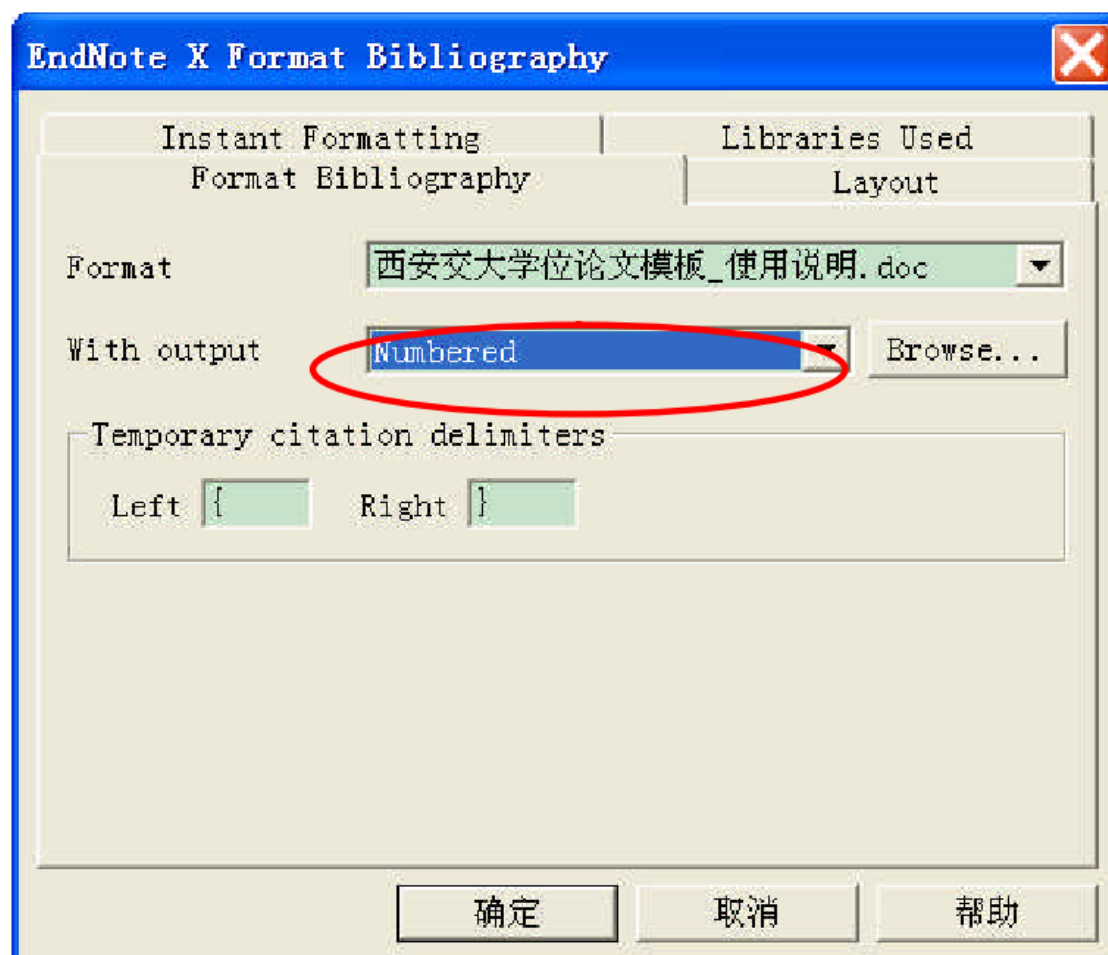 EndNote X Format Bibliography
Instant Formatting Libraries Used
Format Bibliography Layout
Format 西安交大学位论文模板_使用说明.doc
With output Numbered Browse...
Temporary citation delimiters
Left { Right }
确定 取消 帮助